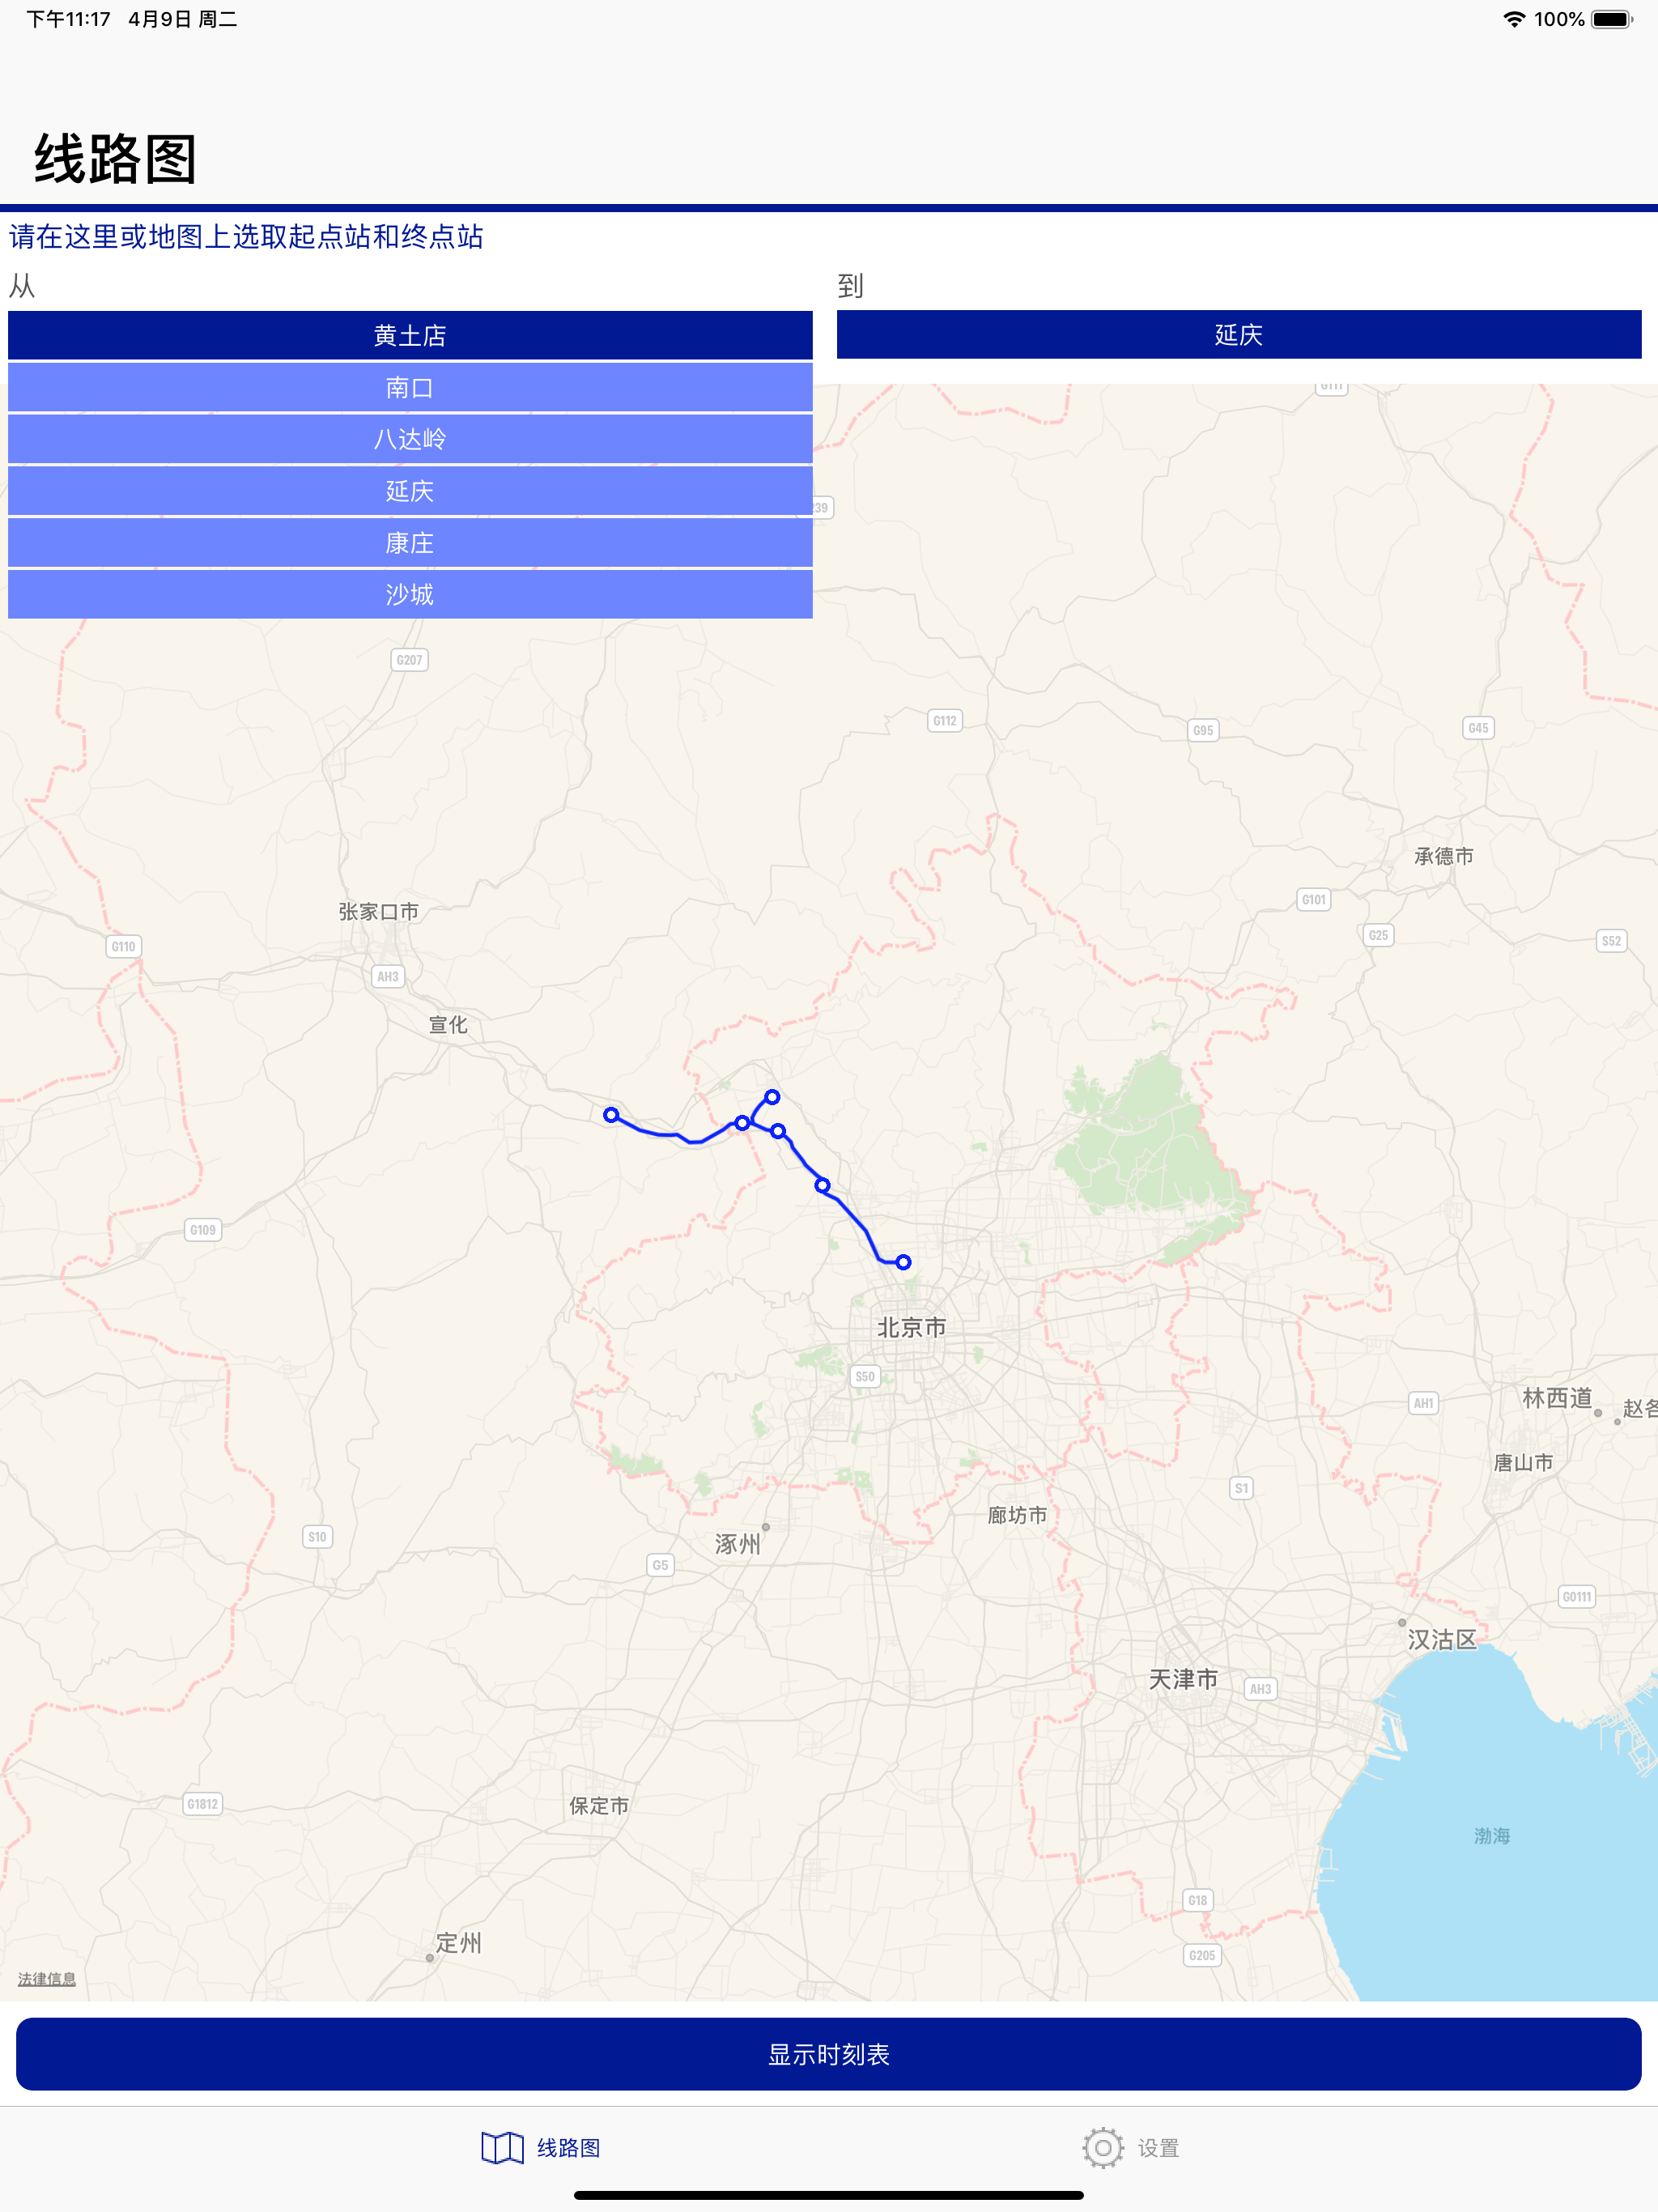 下午11:17 4月9日 周二
100%
线路图
请在这里或地图上选取起点站和终点站
从
到
黄土店
延庆
南口
八达岭
延庆
康庄
沙城
G111
239
G207
G112
G95
G45
承德市
G101
张家口市
G25
S52
G110
AH3
宣化
G109
北京市
S50
林西道
AH1
赵各
唐山市
S1
廊坊市
S10
涿州
G5
G0111
汉沽区
天津市
AH3
G1812
保定市
渤海
G18
定州
G205
法律信息
显示时刻表
线路图
设置